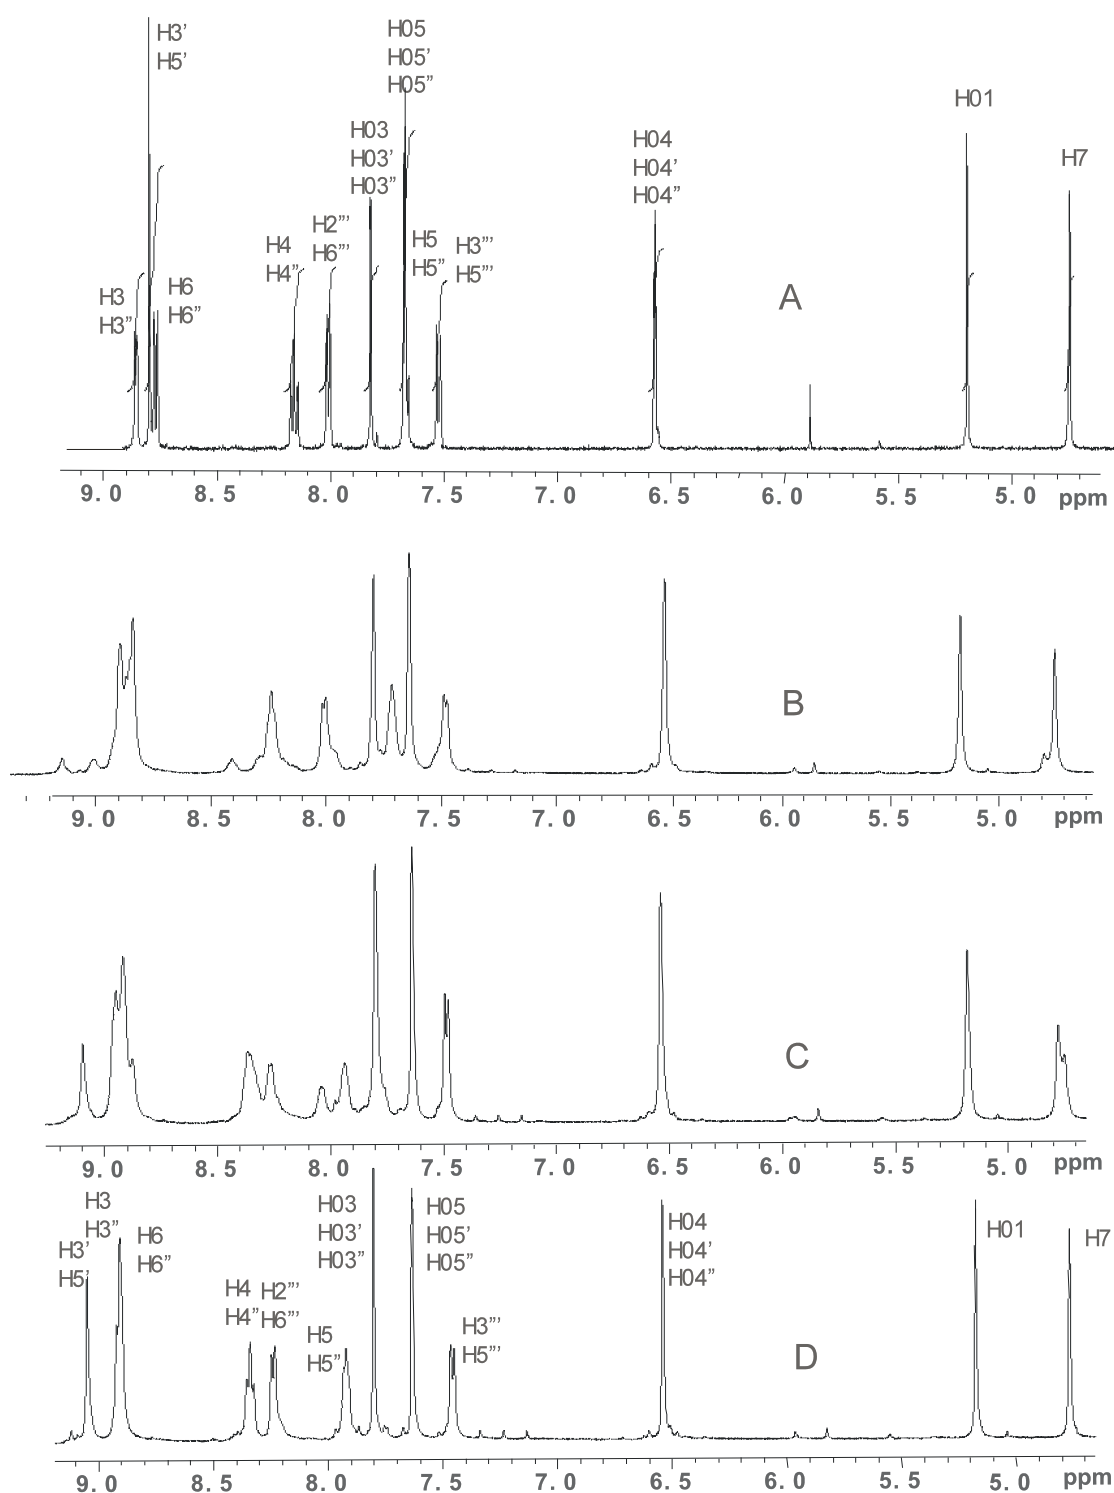 H3'
H5'
H05
H05'
H05”
H03
H03'
H03”
H04
H04'
H04”
H01
H7
H4
H4”
H2”'
H6”'
H5
H5”
H3”'
H5”'
H3
H3”
H6
H6”
A
9.0 8.5 8.0 7.5 7.0 6.5 6.0 5.5 5.0 ppm
B
9.0 8.5 8.0 7.5 7.0 6.5 6.0 5.5 5.0 ppm
C
9.0 8.5 8.0 7.5 7.0 6.5 6.0 5.5 5.0 ppm
H3
H3”
H3'
H5'
H6
H6”
H4
H4”
H2”'
H6”'
H03
H03'
H03”
H5
H5”
H05
H05'
H05”
H3”'
H5”'
H04
H04'
H04”
H01
H7
D
9.0 8.5 8.0 7.5 7.0 6.5 6.0 5.5 5.0 ppm